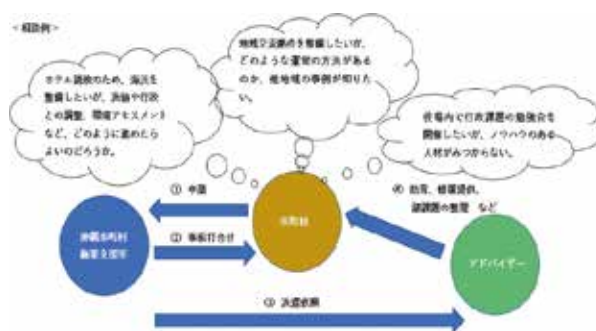 ＜相談例＞
ホテル誘致のため、海浜を
整備したいが、漁協や行政
との調整、環境アセスメント
など、どのように進めたら
よいのだろうか。
地域交通網を整備したいが、
どのような運営の方法がある
のか、他地域の事例が知りた
い。
役場内で行政課題の勉強会を
開催したいが、ノウハウのある
人材がみつからない。
① 申請
② 事前打合せ
③ 派遣依頼
④ 助言、情報提供、
諸課題の整理 など
沖縄市町村
市町村
アドバイザー